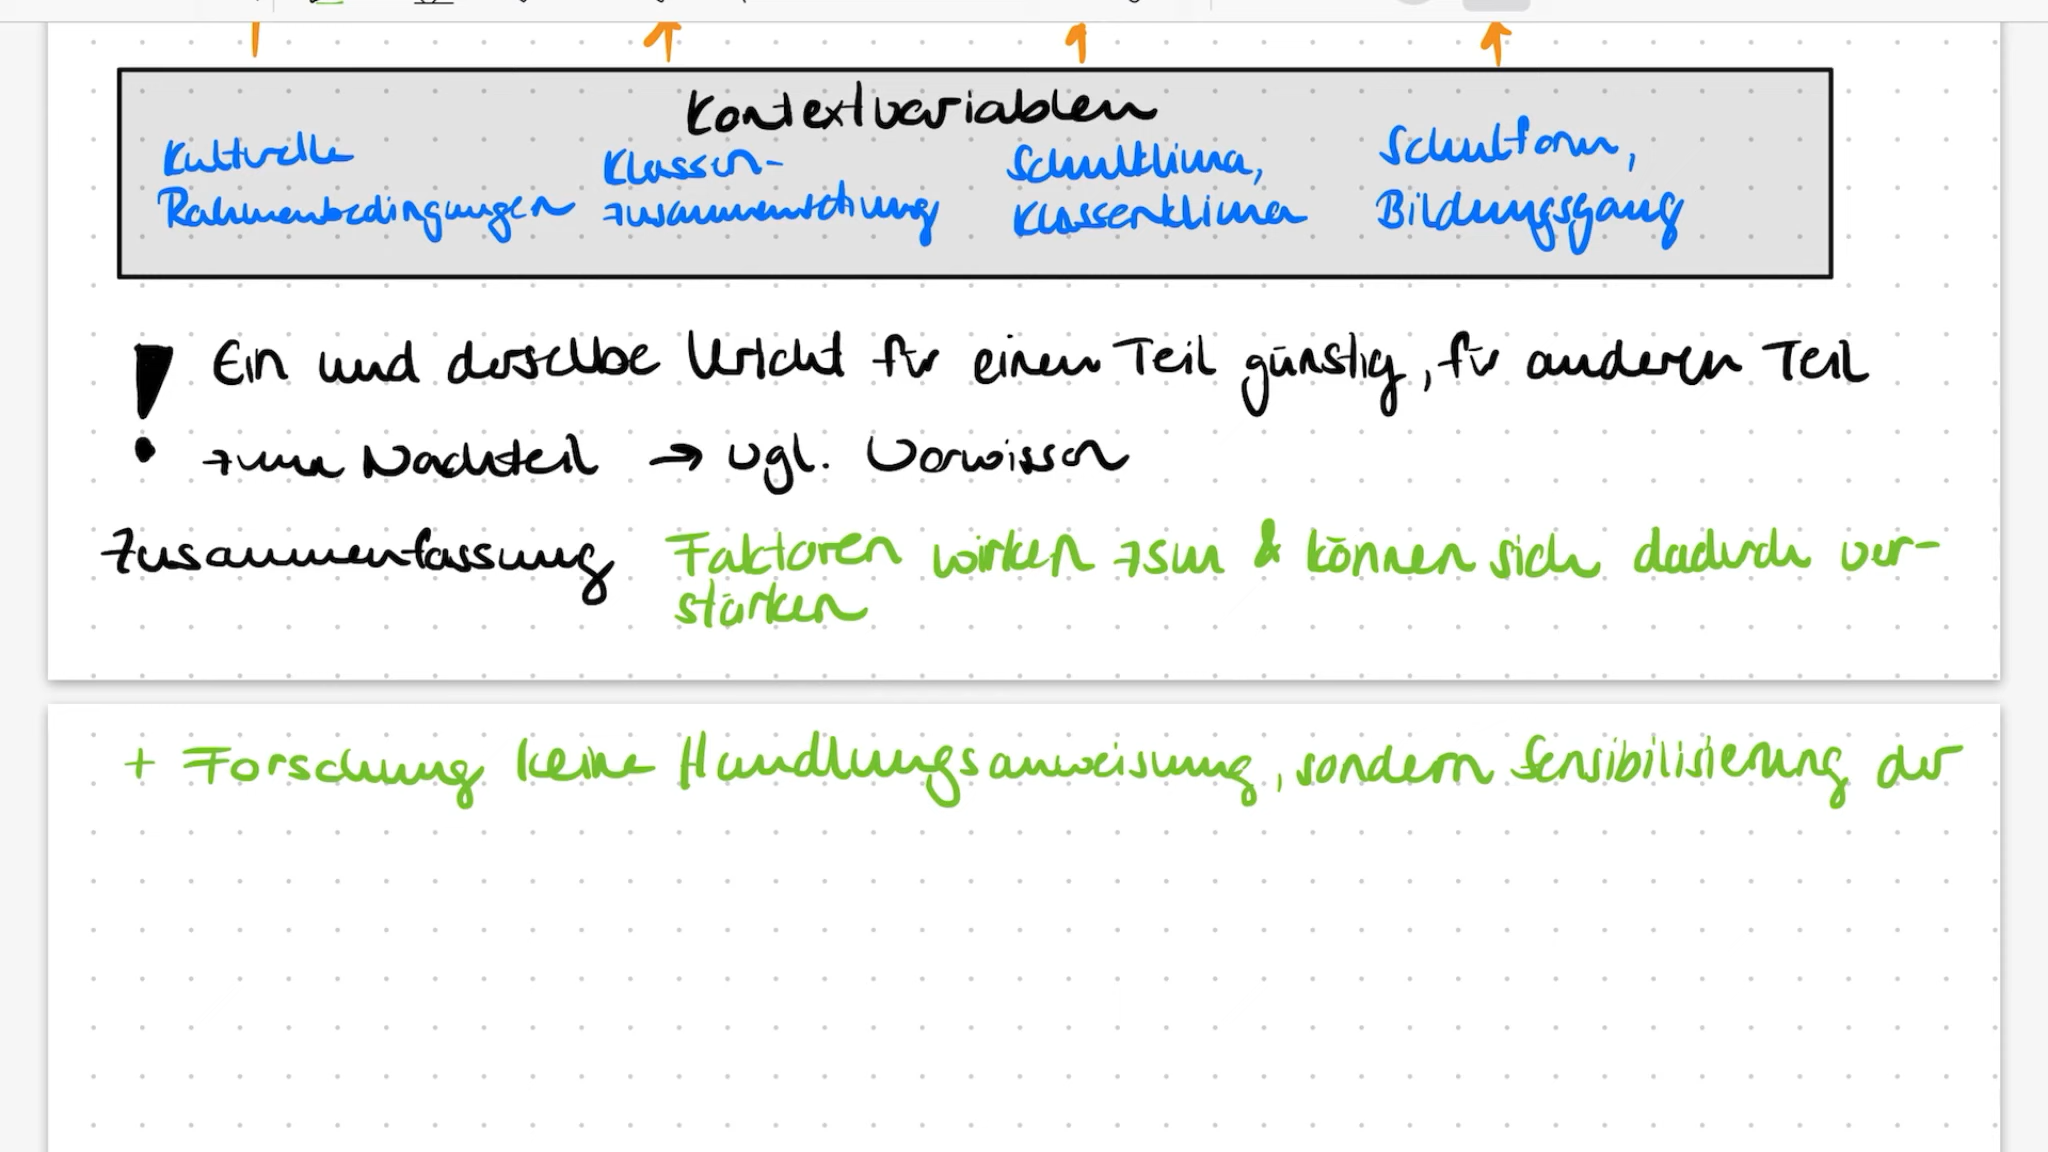 Kontextvariablen
Kulturelle
Rahmenbedingungen
Klassen-
zusammensetzung
Schulklima,
Klassenklima
Schulform,
Bildungsgang
! Ein und derselbe Uricht für einen Teil günstig, für anderen Teil
zum Nachteil → vgl. Vorwissen
Zusammenfassung Faktoren wirken zsm & können sich dadurch ver-
stärken
+ Forschung keine Handlungsanweisung, sondern Sensibilisierung der